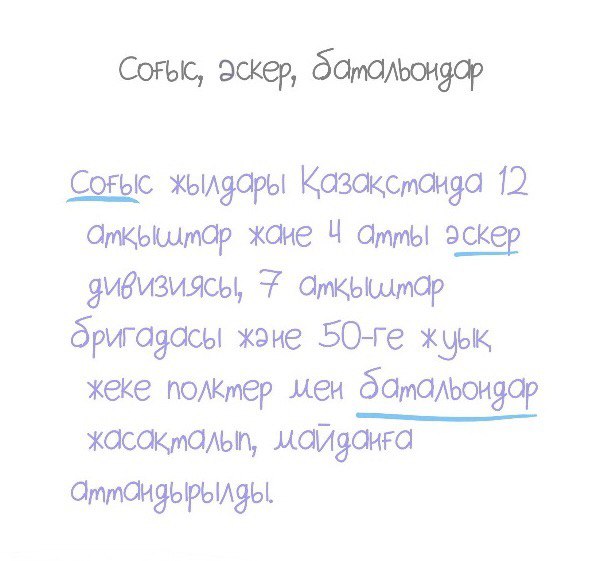 Соғыс, әскер, батальондар
Соғыс жылдары Қазақстанда 12
атқыштар және 4 атты әскер
дивизиясы, 7 атқыштар
бригадасы және 50-ге жуық
жеке полктер мен батальондар
жасақталып, майданға
аттандырылды.